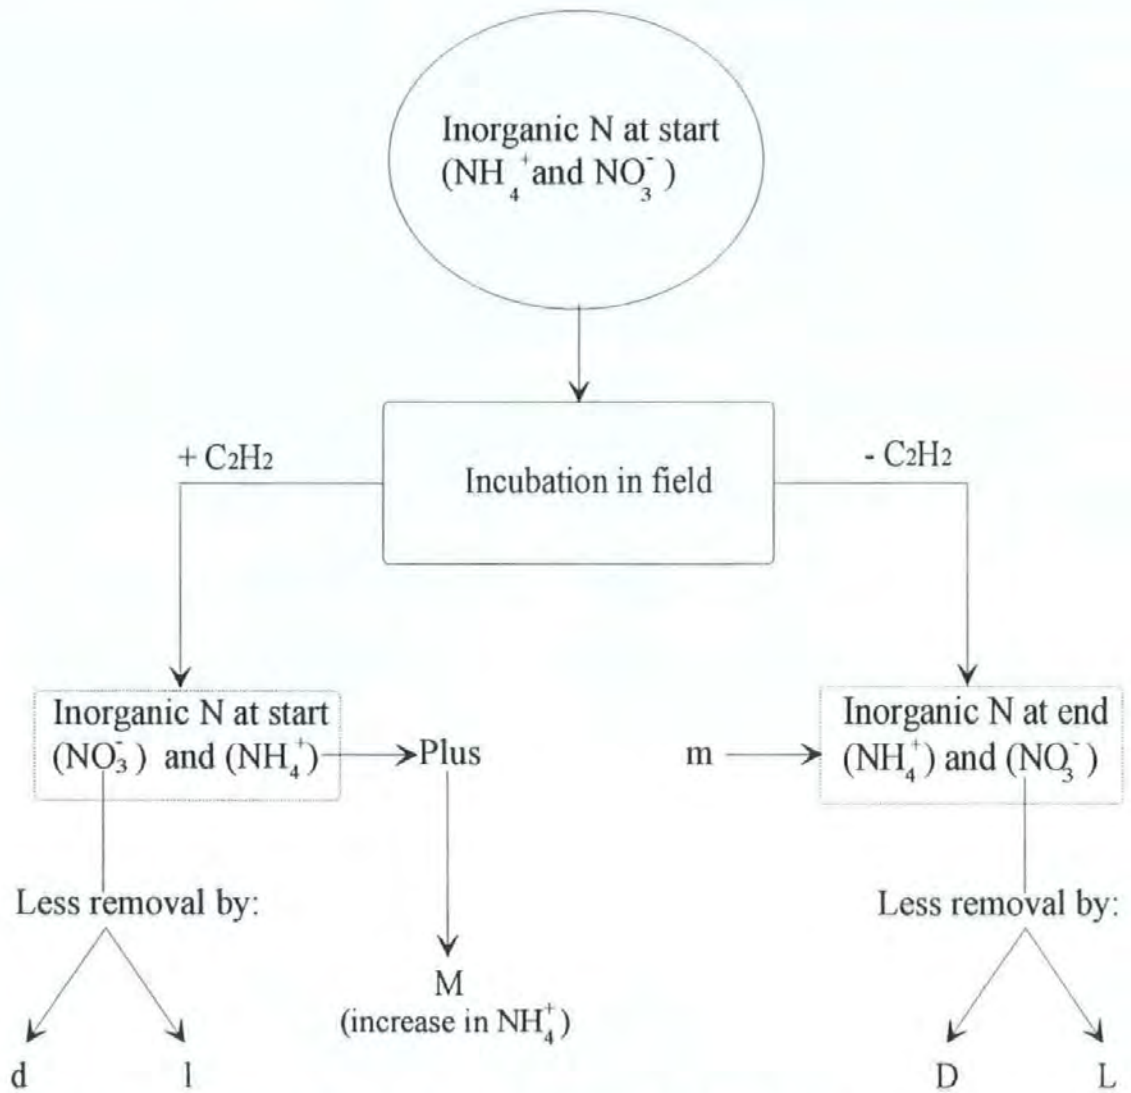 Inorganic N at start
(NH₄⁺ and NO₃⁻)
+ C2H2
Incubation in field
- C2H2
Inorganic N at start
(NO₃⁻) and (NH₄⁺)
Plus
m
Inorganic N at end
(NH₄⁺) and (NO₃⁻)
Less removal by:
M
(increase in NH₄⁺)
Less removal by:
d
l
D
L